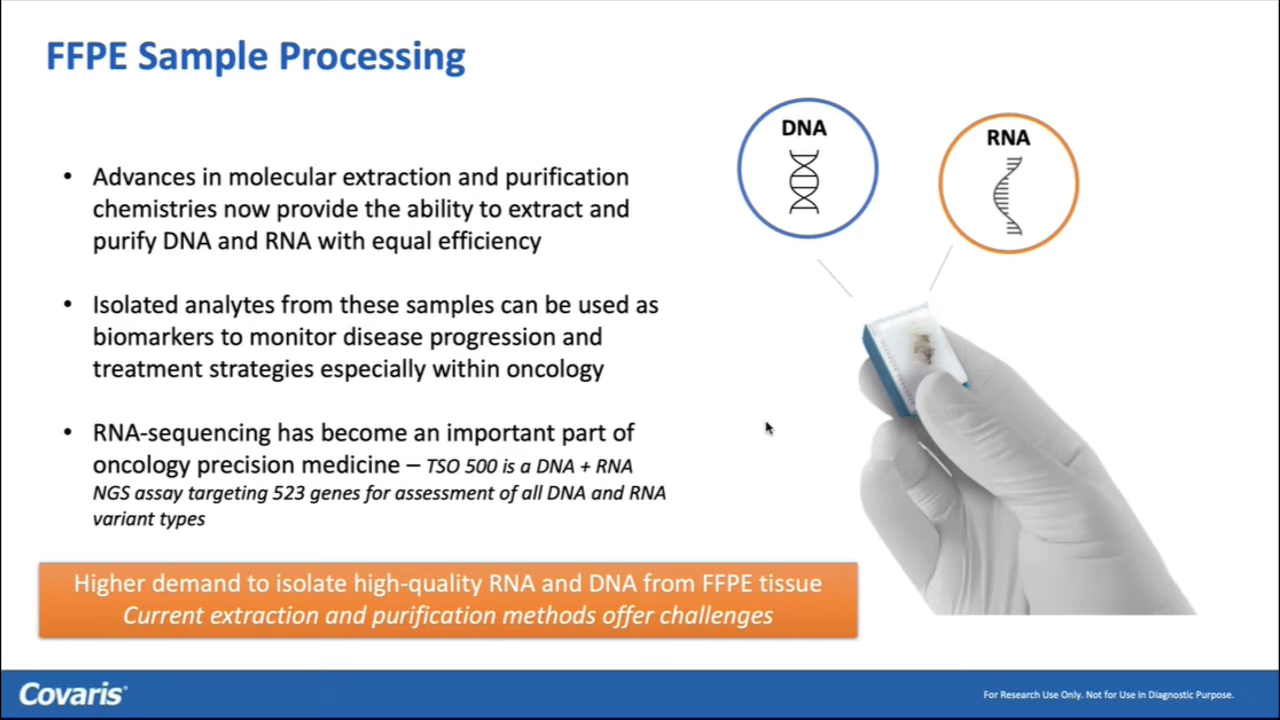 FFPE Sample Processing
DNA
RNA
• Advances in molecular extraction and purification
chemistries now provide the ability to extract and
purify DNA and RNA with equal efficiency
• Isolated analytes from these samples can be used as
biomarkers to monitor disease progression and
treatment strategies especially within oncology
• RNA-sequencing has become an important part of
oncology precision medicine – TSO 500 is a DNA + RNA
NGS assay targeting 523 genes for assessment of all DNA and RNA
variant types
Higher demand to isolate high-quality RNA and DNA from FFPE tissue
Current extraction and purification methods offer challenges
Covaris®
For Research Use Only. Not for Use in Diagnostic Purpose.